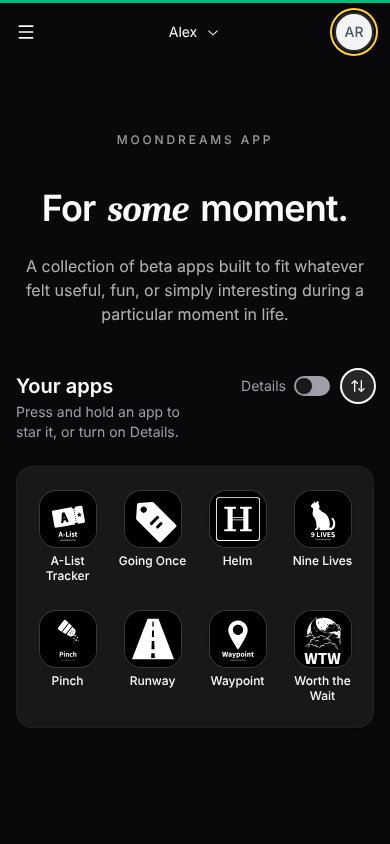 Alex
AR
MOONDREAMS APP
For some moment.
A collection of beta apps built to fit whatever
felt useful, fun, or simply interesting during a
particular moment in life.
Your apps
Details
Press and hold an app to
star it, or turn on Details.
A
A-List
H
9 LIVES
A-List
Tracker
Going Once
Helm
Nine Lives
Pinch
Waypoint
WTW
Pinch
Runway
Waypoint
Worth the
Wait